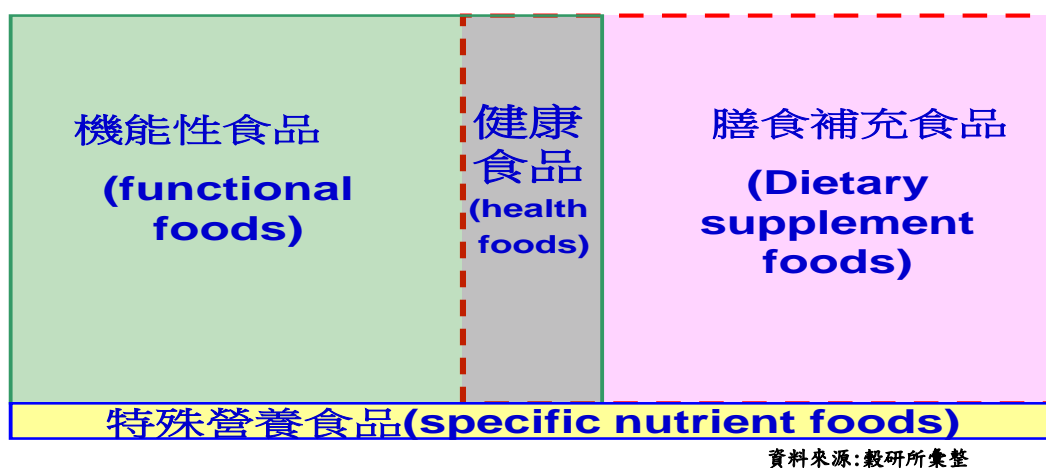 機能性食品
(functional
foods)
健康
食品
(health
foods)
膳食補充食品
(Dietary
supplement
foods)
特殊營養食品(specific nutrient foods)
資料來源:穀研所彙整